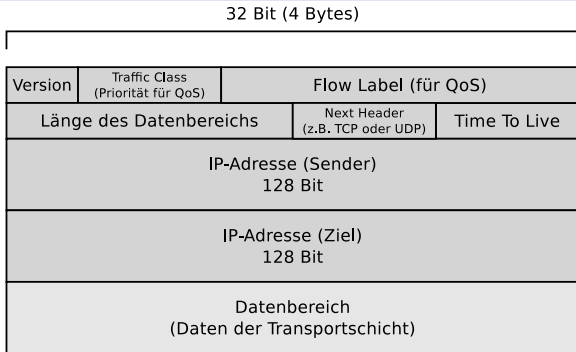 32 Bit (4 Bytes)
Version
Traffic Class
(Priorität für QoS)
Flow Label (für QoS)
Länge des Datenbereichs
Next Header
(z.B. TCP oder UDP)
Time To Live
IP-Adresse (Sender)
128 Bit
IP-Adresse (Ziel)
128 Bit
Datenbereich
(Daten der Transportschicht)